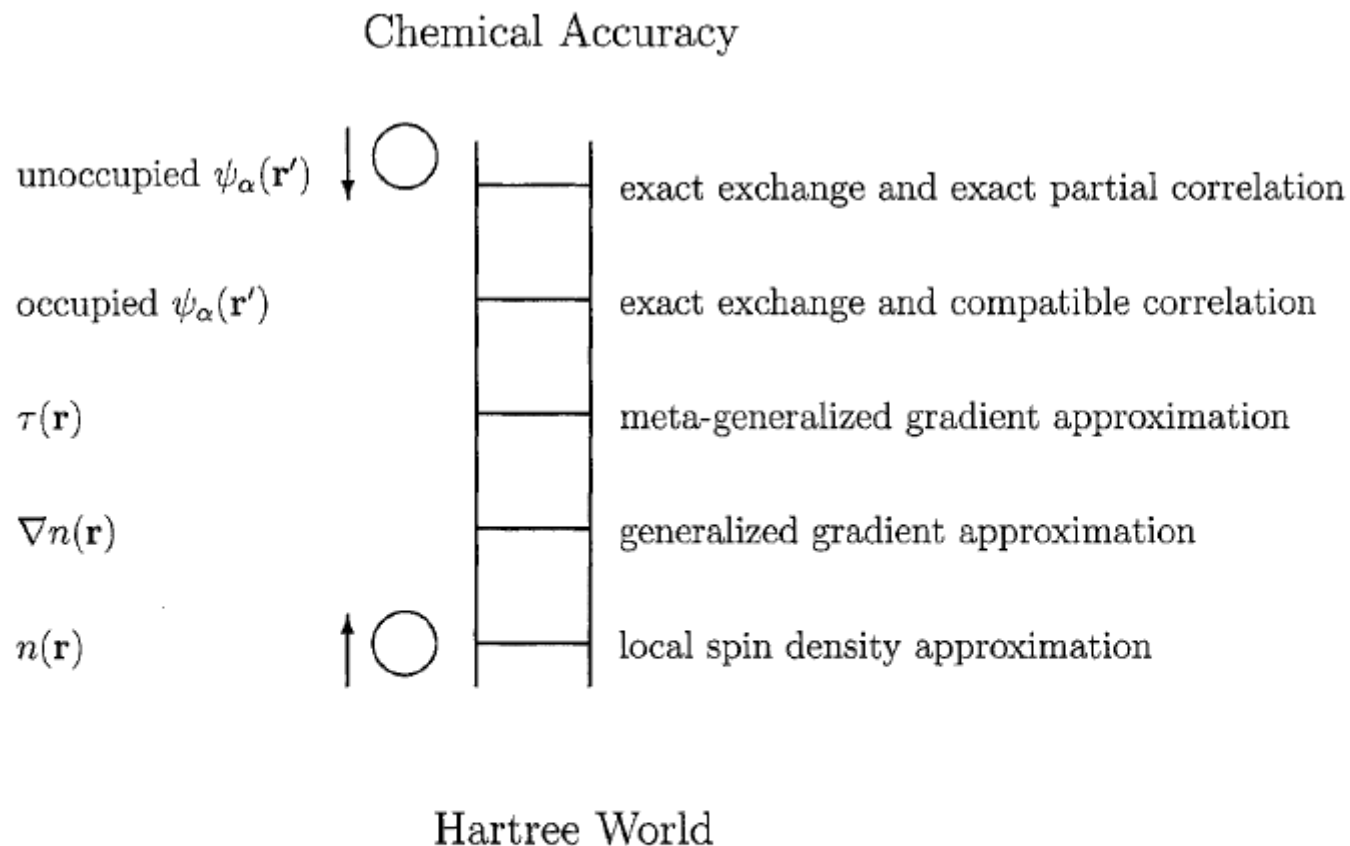 Chemical Accuracy
unoccupied ψα(r′)
exact exchange and exact partial correlation
occupied ψα(r′)
exact exchange and compatible correlation
τ(r)
meta-generalized gradient approximation
∇n(r)
generalized gradient approximation
n(r)
local spin density approximation
Hartree World